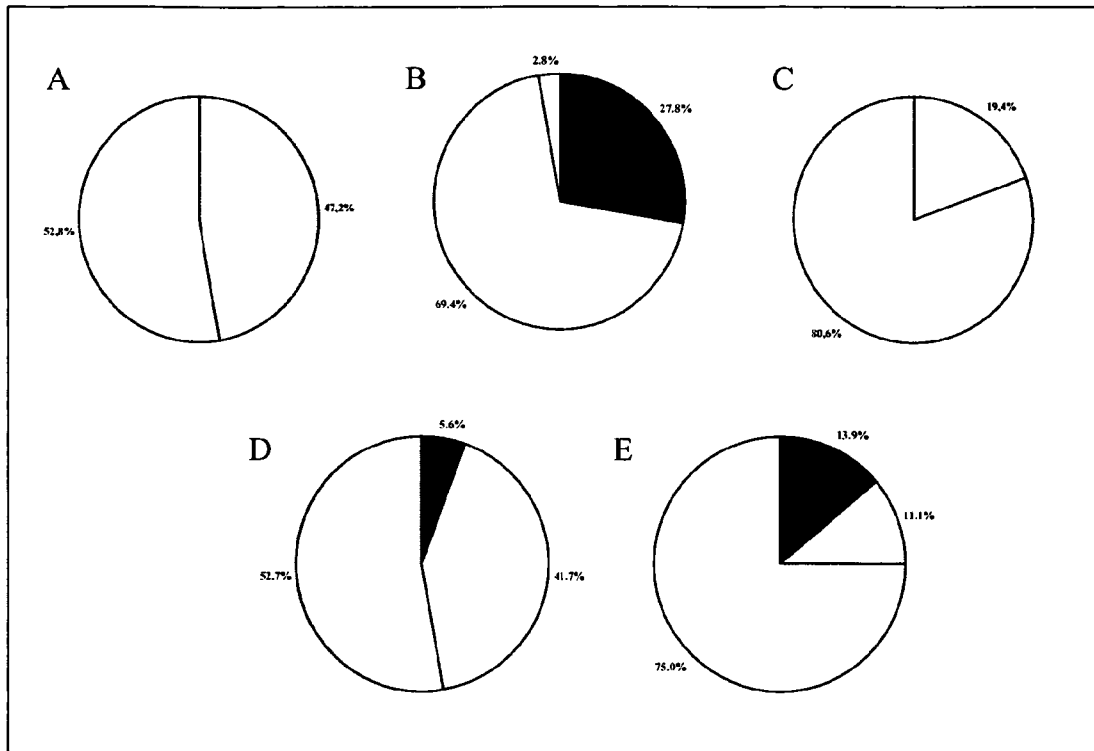 A
B
C
2.8%
27.8%
19,4%
47,2%
52,8%
69.4%
80,6%
D
E
5.6%
13.9%
11.1%
52.7%
41.7%
75.0%